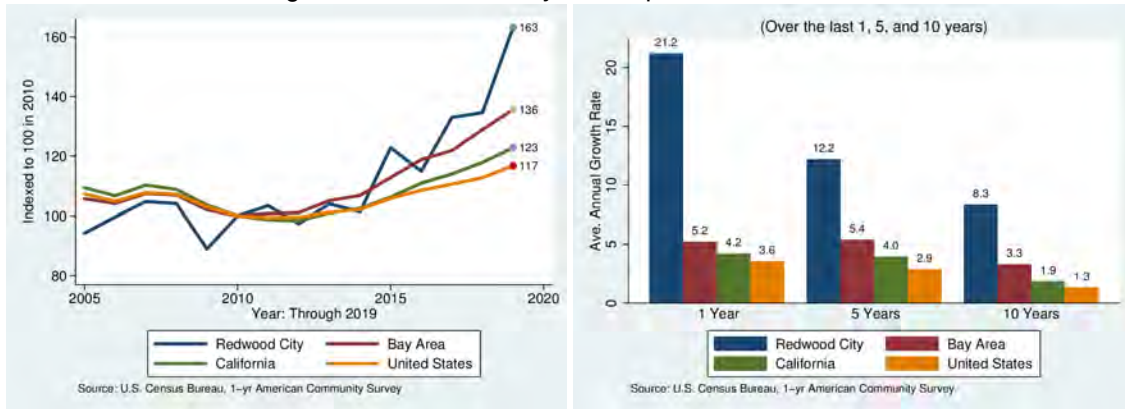 Indexed to 100 in 2010
160
140
120
100
80
163
136
123
117
2005
2010
2015
2020
Year: Through 2019
Redwood City
Bay Area
California
United States
Source: U.S. Census Bureau, 1–yr American Community Survey
(Over the last 1, 5, and 10 years)
Ave. Annual Growth Rate
20
15
10
5
0
21.2
5.2
4.2
3.6
12.2
5.4
4.0
2.9
8.3
3.3
1.9
1.3
1 Year
5 Years
10 Years
Redwood City
Bay Area
California
United States
Source: U.S. Census Bureau, 1–yr American Community Survey